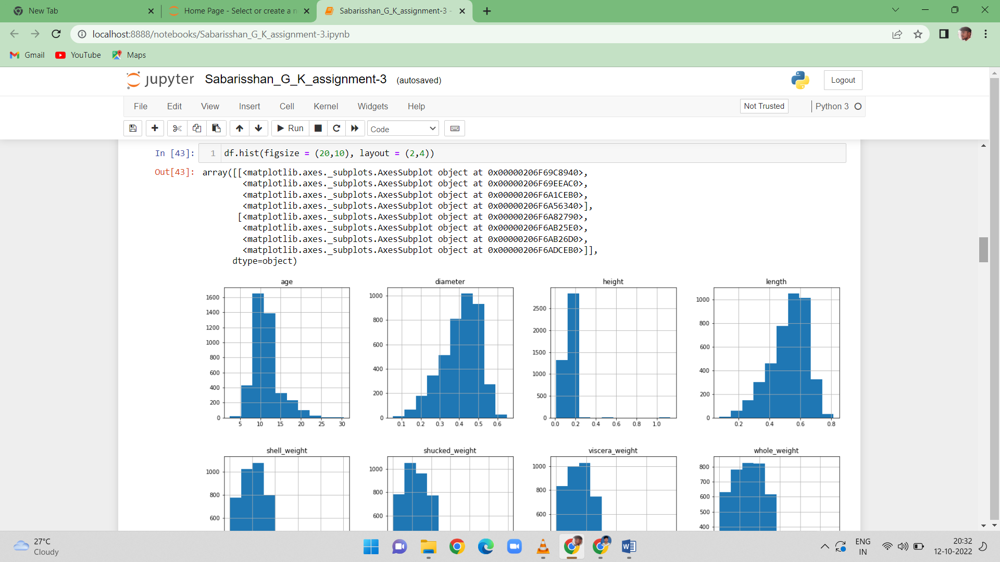 New Tab
Home Page - Select or create a n
Sabarisshan_G_K_assignment-3 -
localhost:8888/notebooks/Sabarisshan_G_K_assignment-3.ipynb
Gmail YouTube Maps
jupyter Sabarisshan_G_K_assignment-3 (autosaved)
Logout
File Edit View Insert Cell Kernel Widgets Help
Not Trusted
Python 3
Run
Code
In [43]:
1 df.hist(figsize = (20,10), layout = (2,4))
Out[43]:
array([[<matplotlib.axes._subplots.AxesSubplot object at 0x00000206F69C8940>,
<matplotlib.axes._subplots.AxesSubplot object at 0x00000206F69EEAC0>,
<matplotlib.axes._subplots.AxesSubplot object at 0x00000206F6A1CEB0>,
<matplotlib.axes._subplots.AxesSubplot object at 0x00000206F6A56340>],
[<matplotlib.axes._subplots.AxesSubplot object at 0x00000206F6A82790>,
<matplotlib.axes._subplots.AxesSubplot object at 0x00000206F6AB25E0>,
<matplotlib.axes._subplots.AxesSubplot object at 0x00000206F6AB26D0>,
<matplotlib.axes._subplots.AxesSubplot object at 0x00000206F6ADCEB0>]],
dtype=object)
age
1600
1400
1200
1000
800
600
400
200
0
5 10 15 20 25 30
diameter
1000
800
600
400
200
0
0.1 0.2 0.3 0.4 0.5 0.6
height
2500
2000
1500
1000
500
0
0.0 0.2 0.4 0.6 0.8 1.0
length
1000
800
600
400
200
0
0.2 0.4 0.6 0.8
shell_weight
1000
800
600
shucked_weight
1000
800
600
viscera_weight
1000
800
600
whole_weight
800
700
600
500
400
27°C
Cloudy
ENG
IN
20:32
12-10-2022